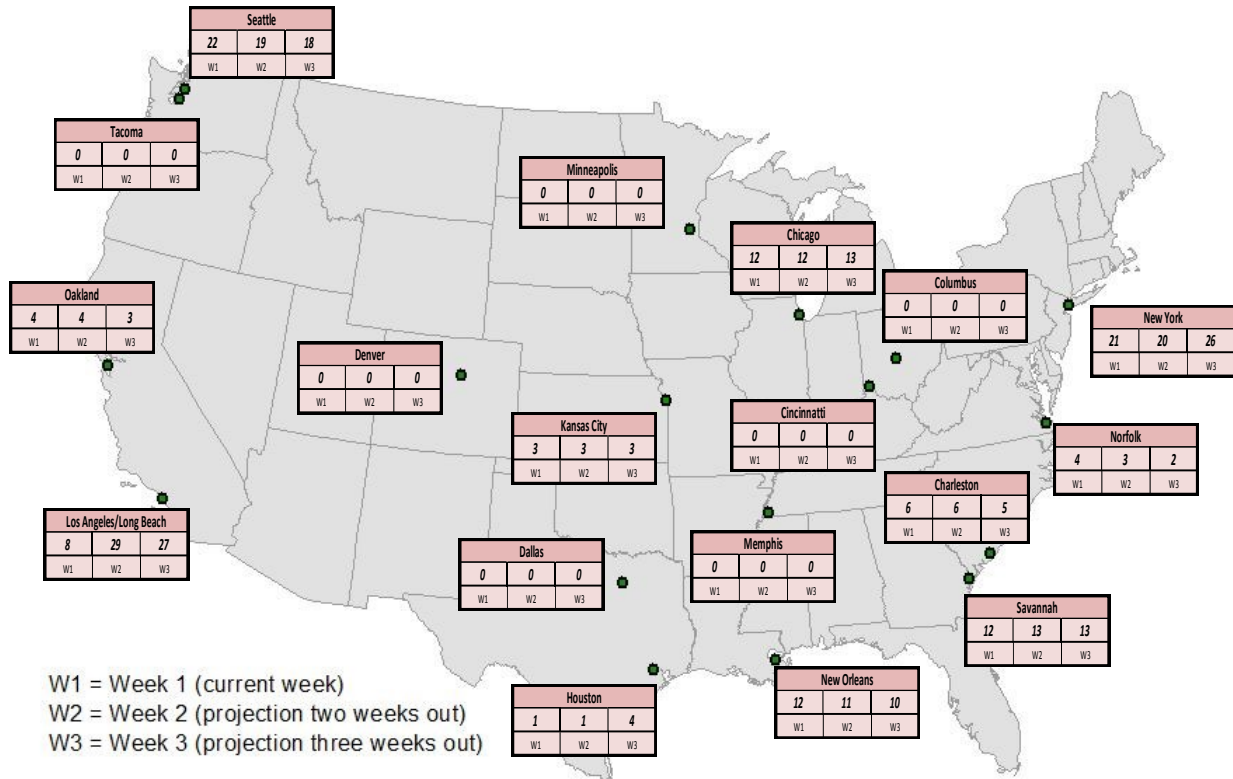 Seattle
22 19 18
W1 W2 W3
Tacoma
0 0 0
W1 W2 W3
Minneapolis
0 0 0
W1 W2 W3
Chicago
12 12 13
W1 W2 W3
Columbus
0 0 0
W1 W2 W3
Oakland
4 4 3
W1 W2 W3
New York
21 20 26
W1 W2 W3
Denver
0 0 0
W1 W2 W3
Kansas City
3 3 3
W1 W2 W3
Cincinnatti
0 0 0
W1 W2 W3
Norfolk
4 3 2
W1 W2 W3
Charleston
6 6 5
W1 W2 W3
Los Angeles/Long Beach
8 29 27
W1 W2 W3
Dallas
0 0 0
W1 W2 W3
Memphis
0 0 0
W1 W2 W3
Savannah
12 13 13
W1 W2 W3
New Orleans
12 11 10
W1 W2 W3
Houston
1 1 4
W1 W2 W3
W1 = Week 1 (current week)
W2 = Week 2 (projection two weeks out)
W3 = Week 3 (projection three weeks out)